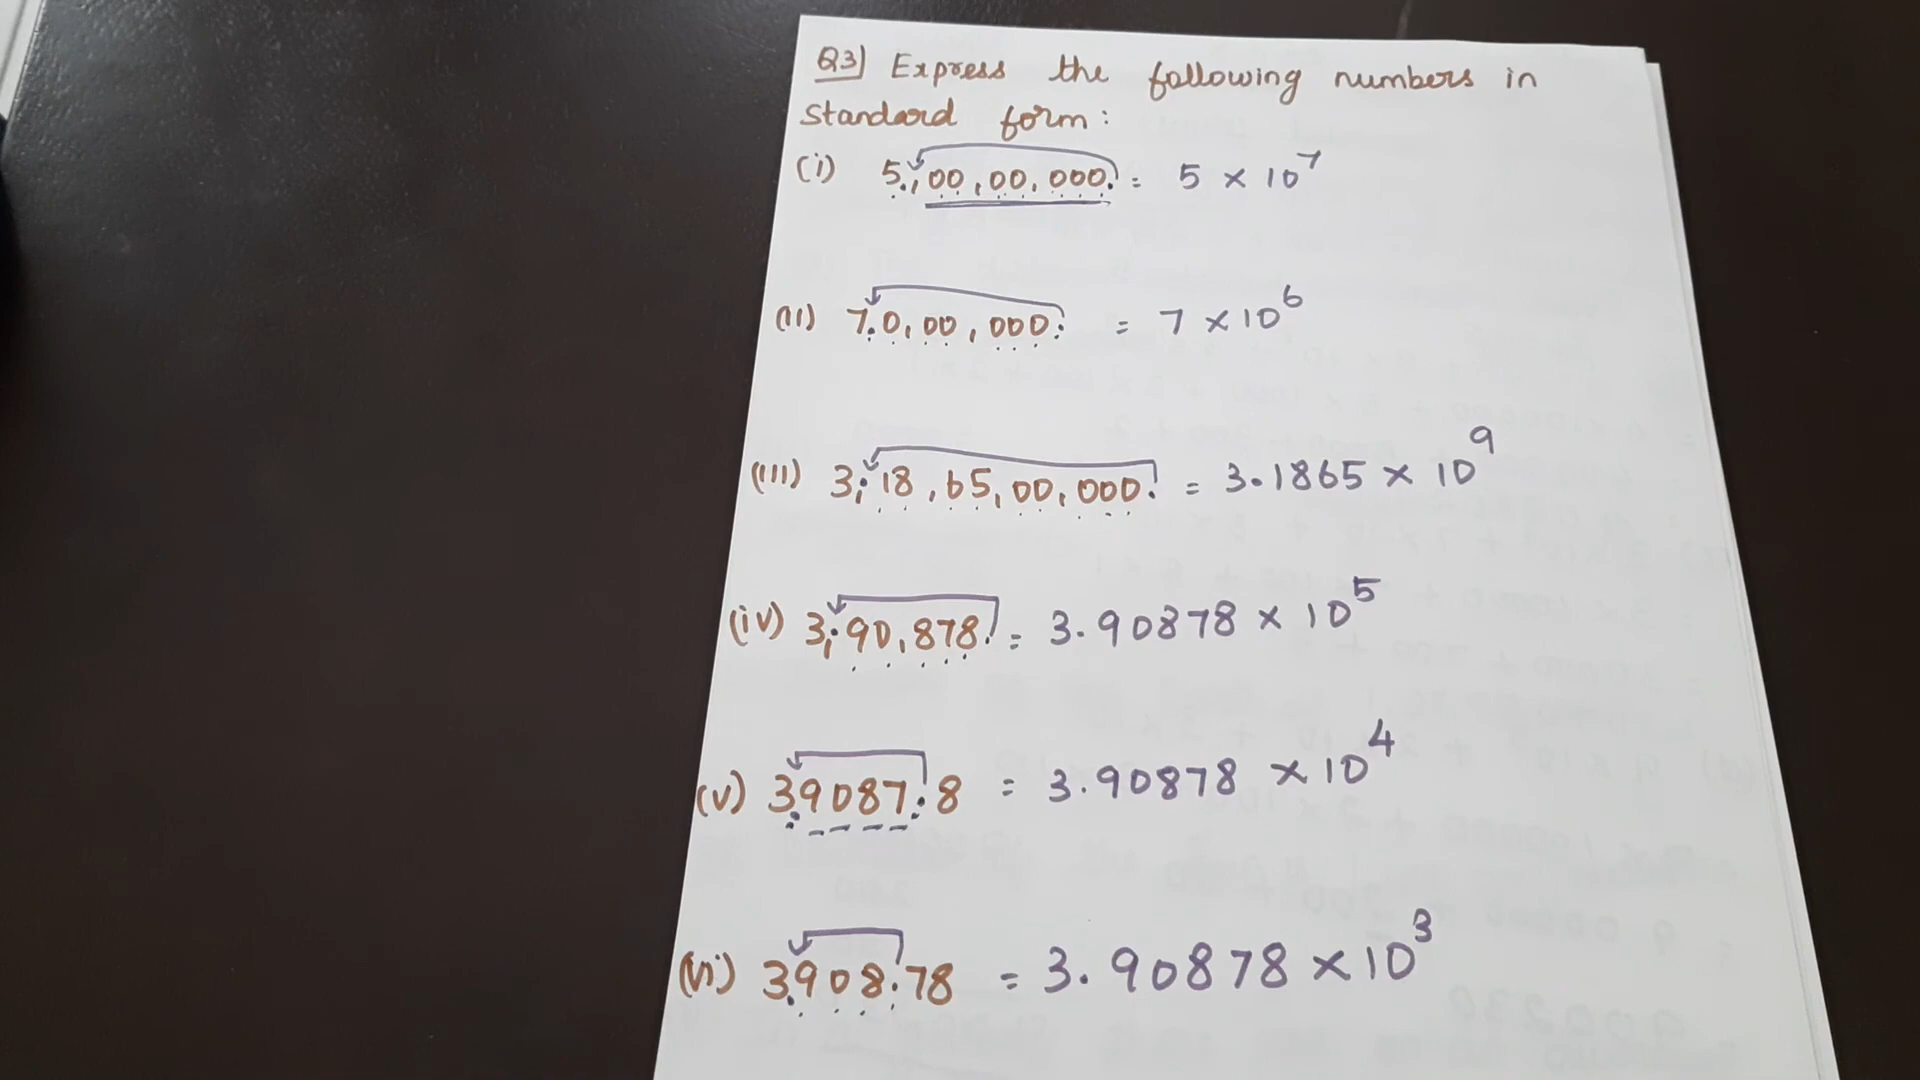 Q3) Express the following numbers in
standard form:
(i) 5,00,00,000 = 5 × 10⁷
(ii) 70,00,000 = 7 × 10⁶
(iii) 3,18,65,00,000 = 3.1865 × 10⁹
(iv) 3,90,878 = 3.90878 × 10⁵
(v) 39087.8 = 3.90878 × 10⁴
(vi) 3908.78 = 3.90878 × 10³